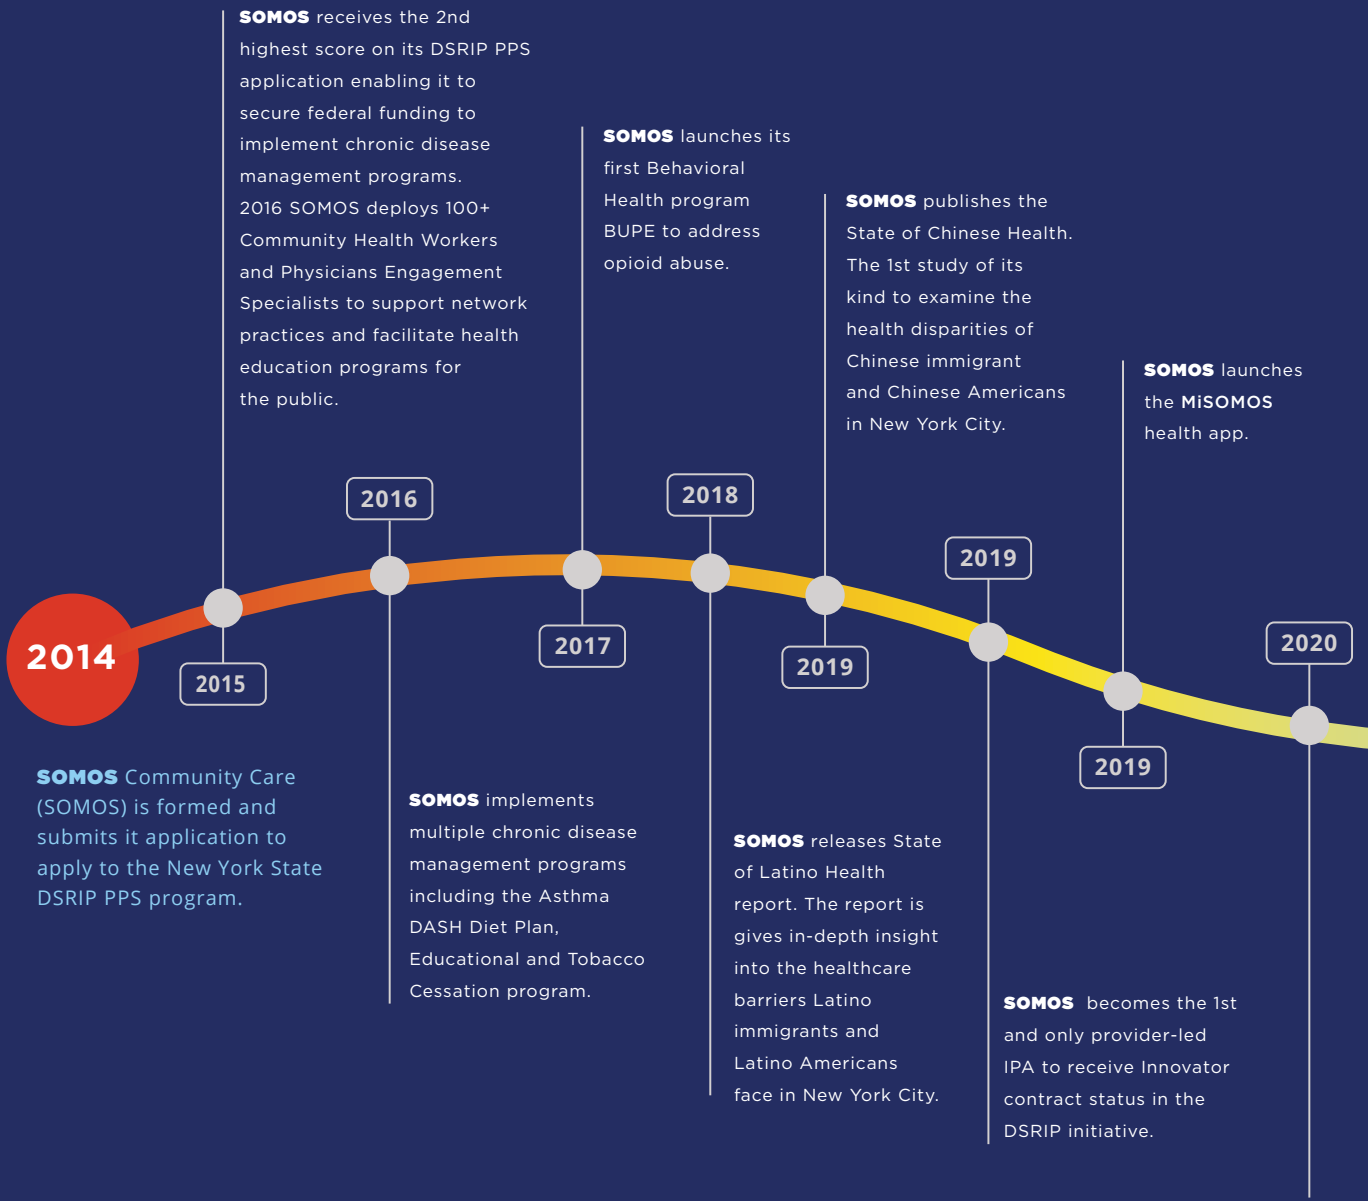 SOMOS receives the 2nd
highest score on its DSRIP PPS
application enabling it to
secure federal funding to
implement chronic disease
management programs.
2016 SOMOS deploys 100+
Community Health Workers
and Physicians Engagement
Specialists to support network
practices and facilitate health
education programs for
the public.
SOMOS launches its
first Behavioral
Health program
BUPE to address
opioid abuse.
SOMOS publishes the
State of Chinese Health.
The 1st study of its
kind to examine the
health disparities of
Chinese immigrant
and Chinese Americans
in New York City.
SOMOS launches
the MiSOMOS
health app.
2014
2015
2016
2017
2018
2019
2019
2019
2020
SOMOS Community Care
(SOMOS) is formed and
submits it application to
apply to the New York State
DSRIP PPS program.
SOMOS implements
multiple chronic disease
management programs
including the Asthma
DASH Diet Plan,
Educational and Tobacco
Cessation program.
SOMOS releases State
of Latino Health
report. The report is
gives in-depth insight
into the healthcare
barriers Latino
immigrants and
Latino Americans
face in New York City.
SOMOS becomes the 1st
and only provider-led
IPA to receive Innovator
contract status in the
DSRIP initiative.